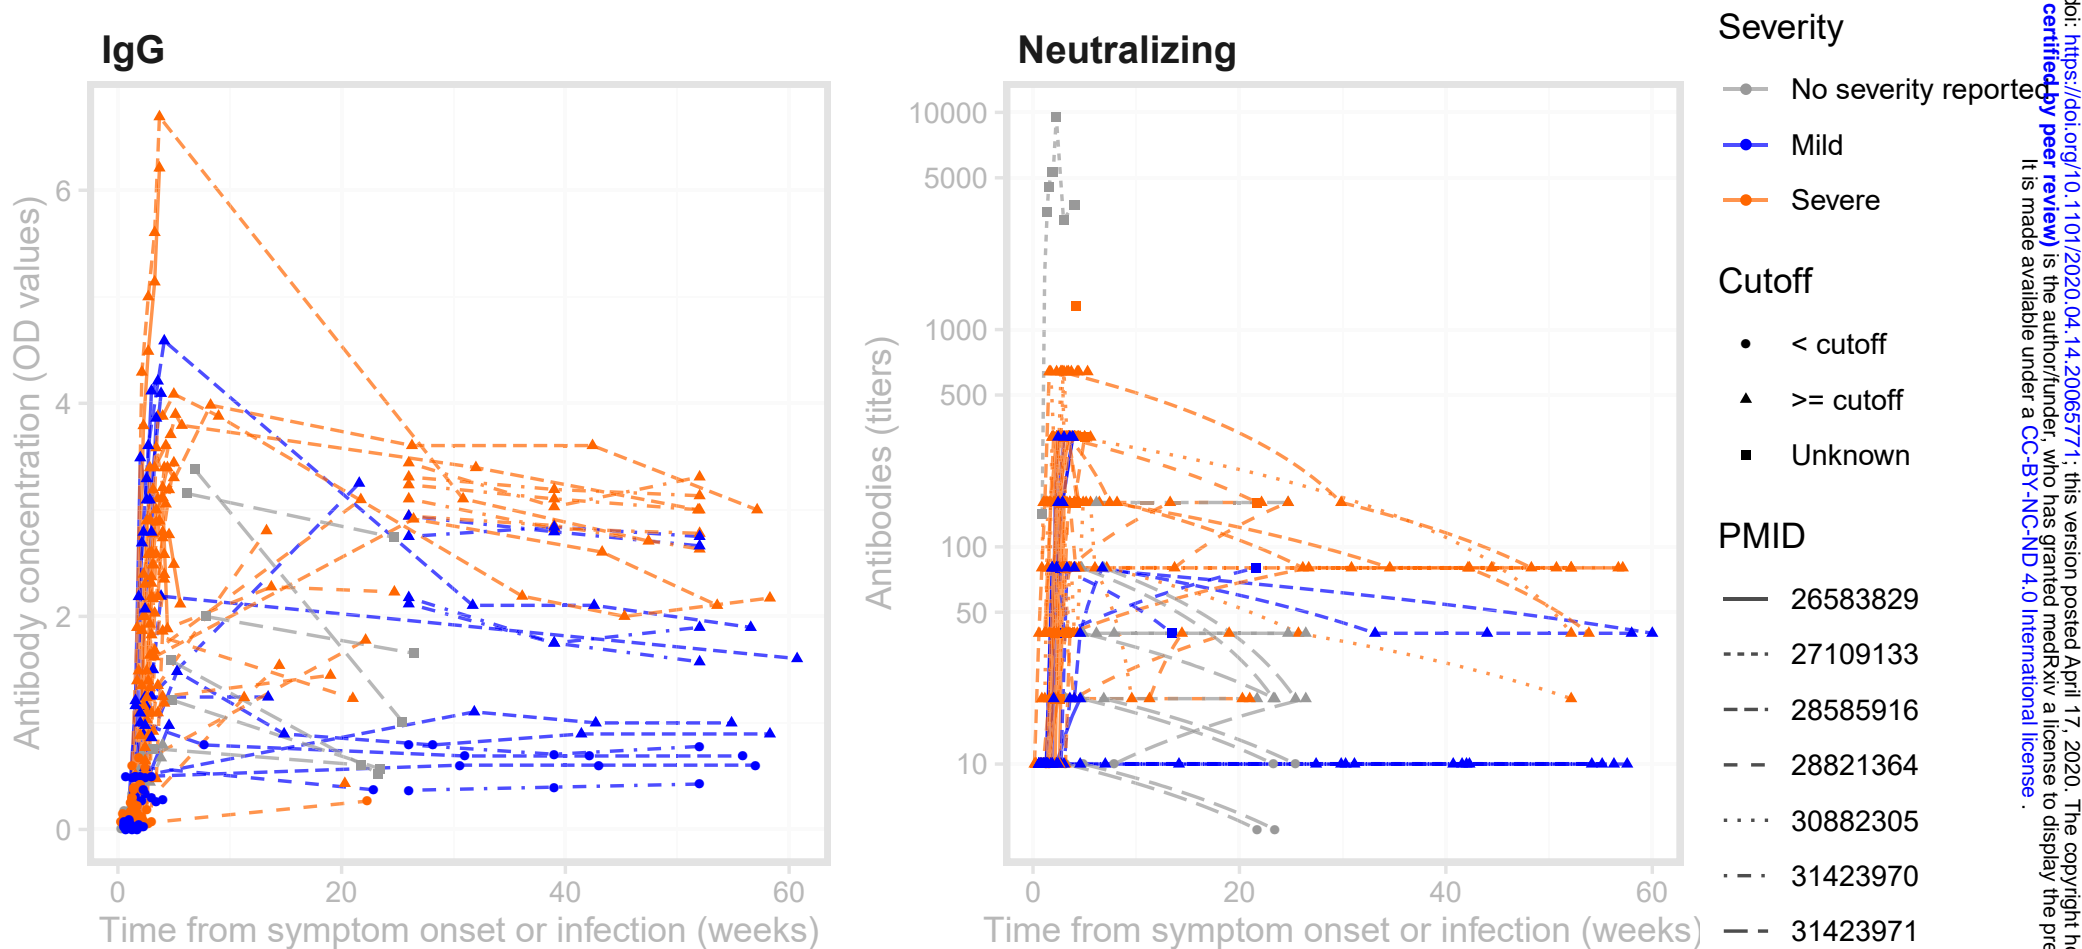 IgG
Antibody concentration (OD values)
6
4
2
0
0 20 40 60
Time from symptom onset or infection (weeks)
Neutralizing
Antibodies (titers)
10000
5000
1000
500
100
50
10
0 20 40 60
Time from symptom onset or infection (weeks)
Severity
No severity reported
Mild
Severe
Cutoff
< cutoff
>= cutoff
Unknown
PMID
26583829
27109133
28585916
28821364
30882305
31423970
31423971
doi: https://doi.org/10.1101/2020.04.14.20065771; this version posted April 17, 2020. The copyright
certified by peer review) is the author/funder, who has granted medRxiv a license to display the
It is made available under a CC-BY-NC-ND 4.0 International license .